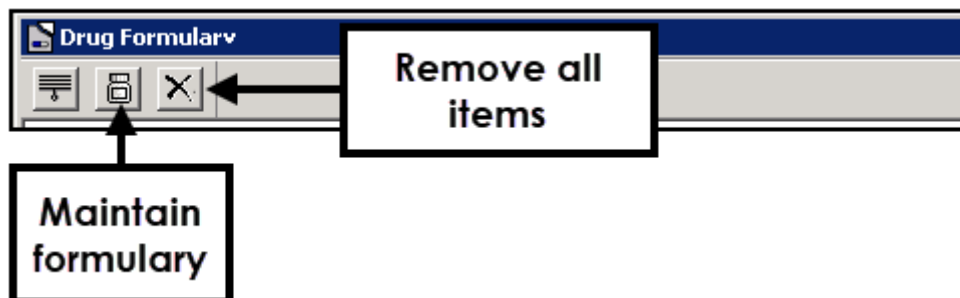 Drug Formulary
Remove all
items
Maintain
formulary